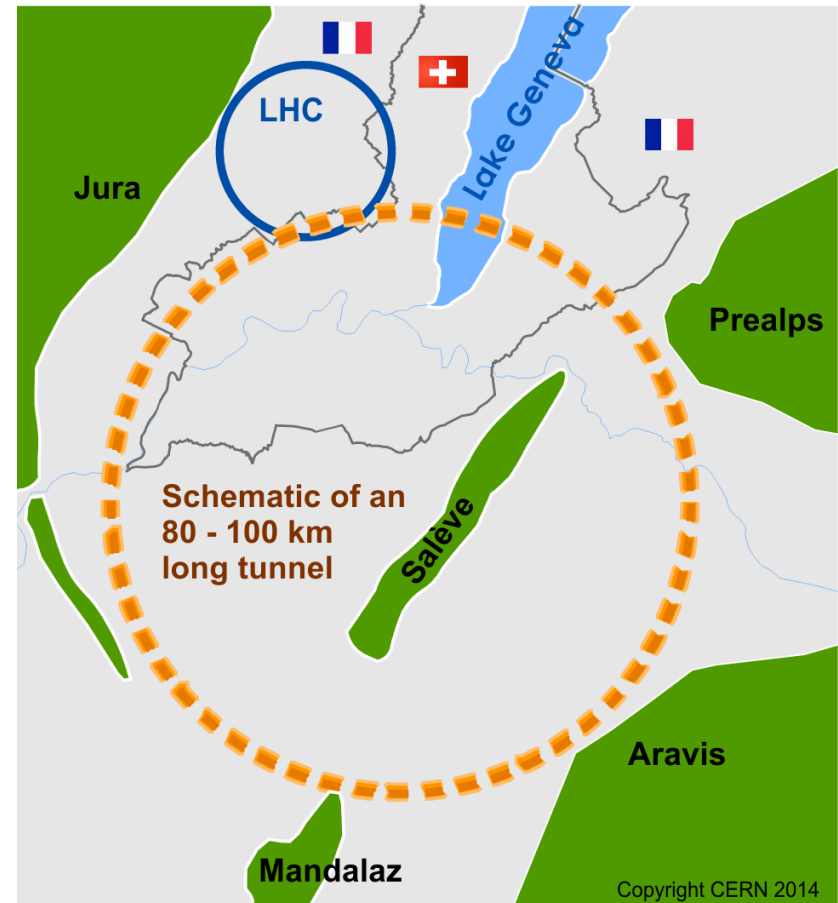 LHC
Lake Geneva
Jura
Prealps
Schematic of an
80 - 100 km
long tunnel
Salève
Aravis
Mandalaz
Copyright CERN 2014